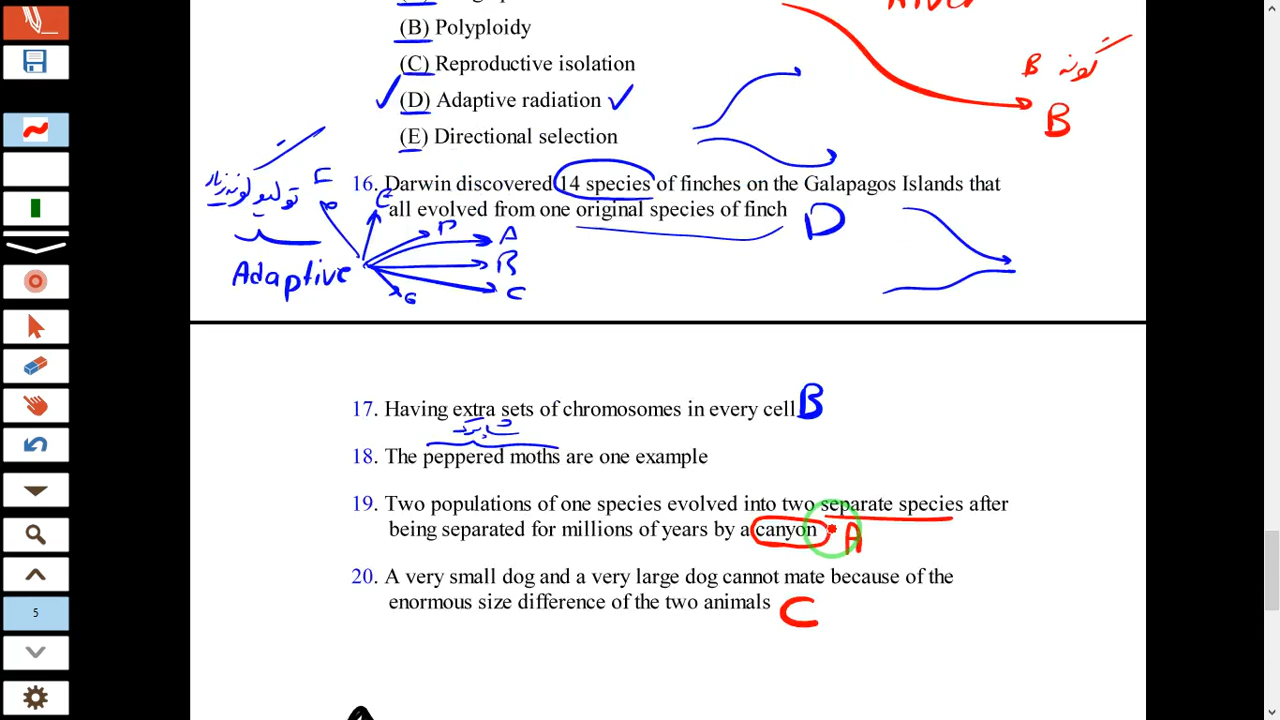 River
(B) Polyploidy
(C) Reproductive isolation
گونه B
(D) Adaptive radiation
B
(E) Directional selection
16. Darwin discovered 14 species of finches on the Galapagos Islands that
all evolved from one original species of finch D
F
E
D
A
B
C
G
Adaptive
17. Having extra sets of chromosomes in every cell B
18. The peppered moths are one example
19. Two populations of one species evolved into two separate species after
being separated for millions of years by a canyon A
20. A very small dog and a very large dog cannot mate because of the
enormous size difference of the two animals C
5